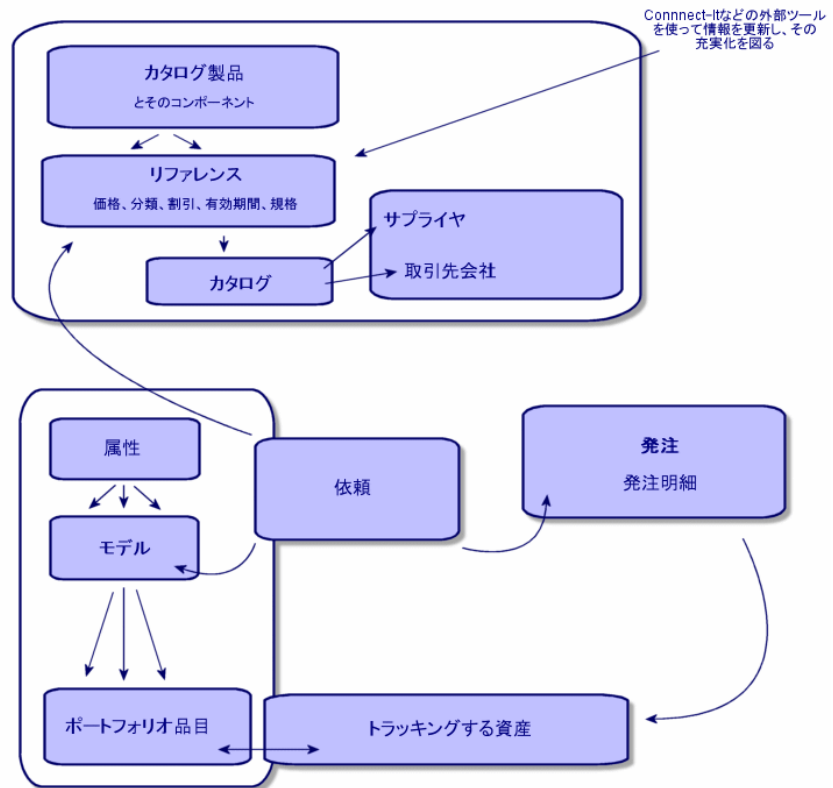 Connnect-Itなどの外部ツール
を使って情報を更新し、その
充実化を図る
カタログ製品
とそのコンポーネント
リファレンス
価格、分類、割引、有効期間、規格
サプライヤ
取引先会社
カタログ
属性
モデル
依頼
発注
発注明細
ポートフォリオ品目
トラッキングする資産